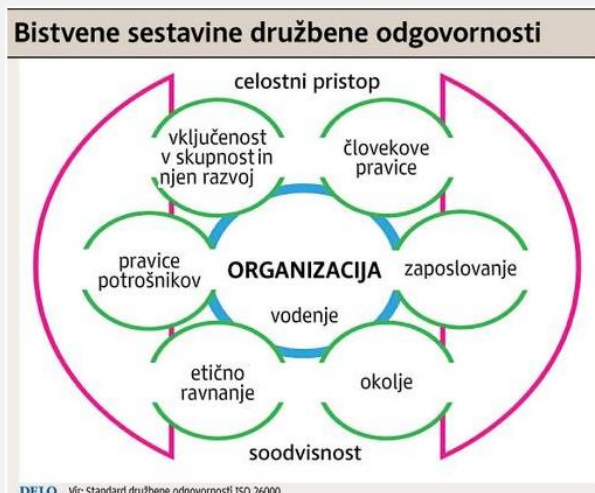 Bistvene sestavine družbene odgovornosti
celostni pristop
vključenost
v skupnost in
njen razvoj
človekove
pravice
pravice
potrošnikov
ORGANIZACIJA
vodenje
zaposlovanje
etično
ravnanje
okolje
soodvisnost
DELO Vir: Standard družbene odgovornosti ISO 26000